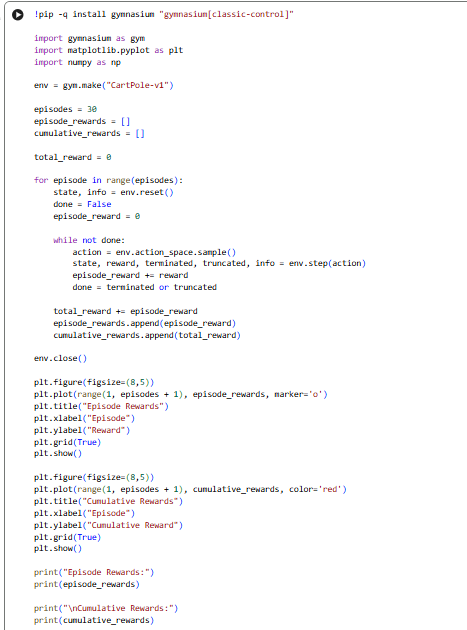 !pip -q install gymnasium "gymnasium[classic-control]"
import gymnasium as gym
import matplotlib.pyplot as plt
import numpy as np
env = gym.make("CartPole-v1")
episodes = 30
episode_rewards = []
cumulative_rewards = []
total_reward = 0
for episode in range(episodes):
    state, info = env.reset()
    done = False
    episode_reward = 0
    while not done:
        action = env.action_space.sample()
        state, reward, terminated, truncated, info = env.step(action)
        episode_reward += reward
        done = terminated or truncated
    total_reward += episode_reward
    episode_rewards.append(episode_reward)
    cumulative_rewards.append(total_reward)
env.close()
plt.figure(figsize=(8,5))
plt.plot(range(1, episodes + 1), episode_rewards, marker='o')
plt.title("Episode Rewards")
plt.xlabel("Episode")
plt.ylabel("Reward")
plt.grid(True)
plt.show()
plt.figure(figsize=(8,5))
plt.plot(range(1, episodes + 1), cumulative_rewards, color='red')
plt.title("Cumulative Rewards")
plt.xlabel("Episode")
plt.ylabel("Cumulative Reward")
plt.grid(True)
plt.show()
print("Episode Rewards:")
print(episode_rewards)
print("\nCumulative Rewards:")
print(cumulative_rewards)